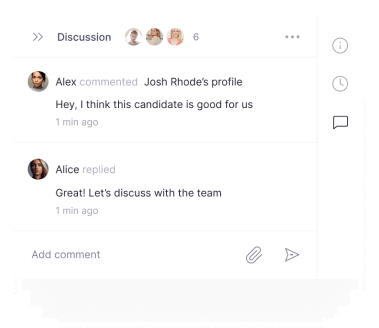 Discussion 6
Alex commented Josh Rhode's profile
Hey, I think this candidate is good for us
1 min ago
Alice replied
Great! Let's discuss with the team
1 min ago
Add comment